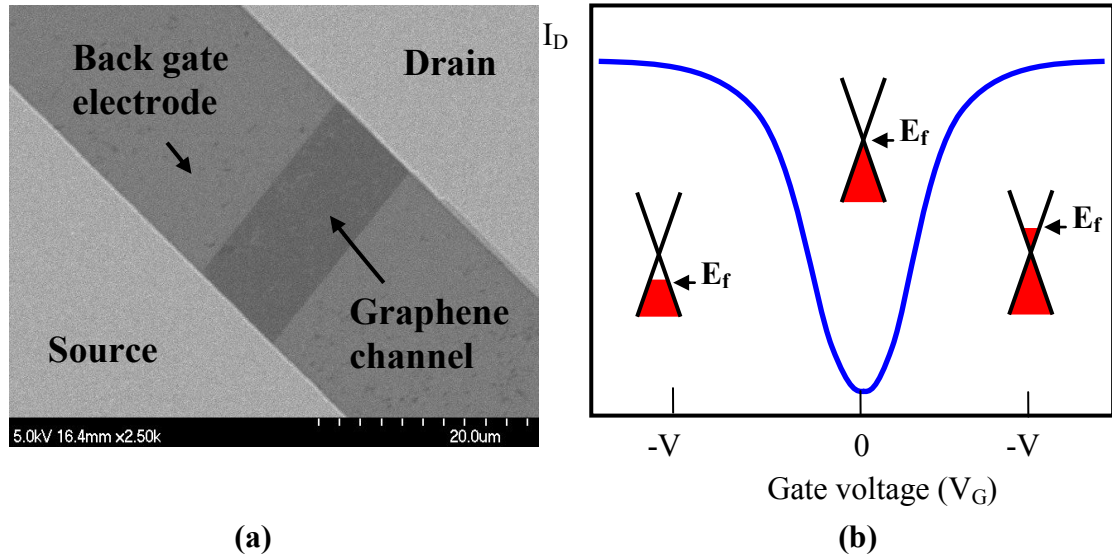 Back gate
electrode
Drain
Graphene
channel
Source
5.0kV 16.4mm x2.50k 20.0um
(a)
I_D
E_f
E_f
E_f
-V 0 -V
Gate voltage (V_G)
(b)